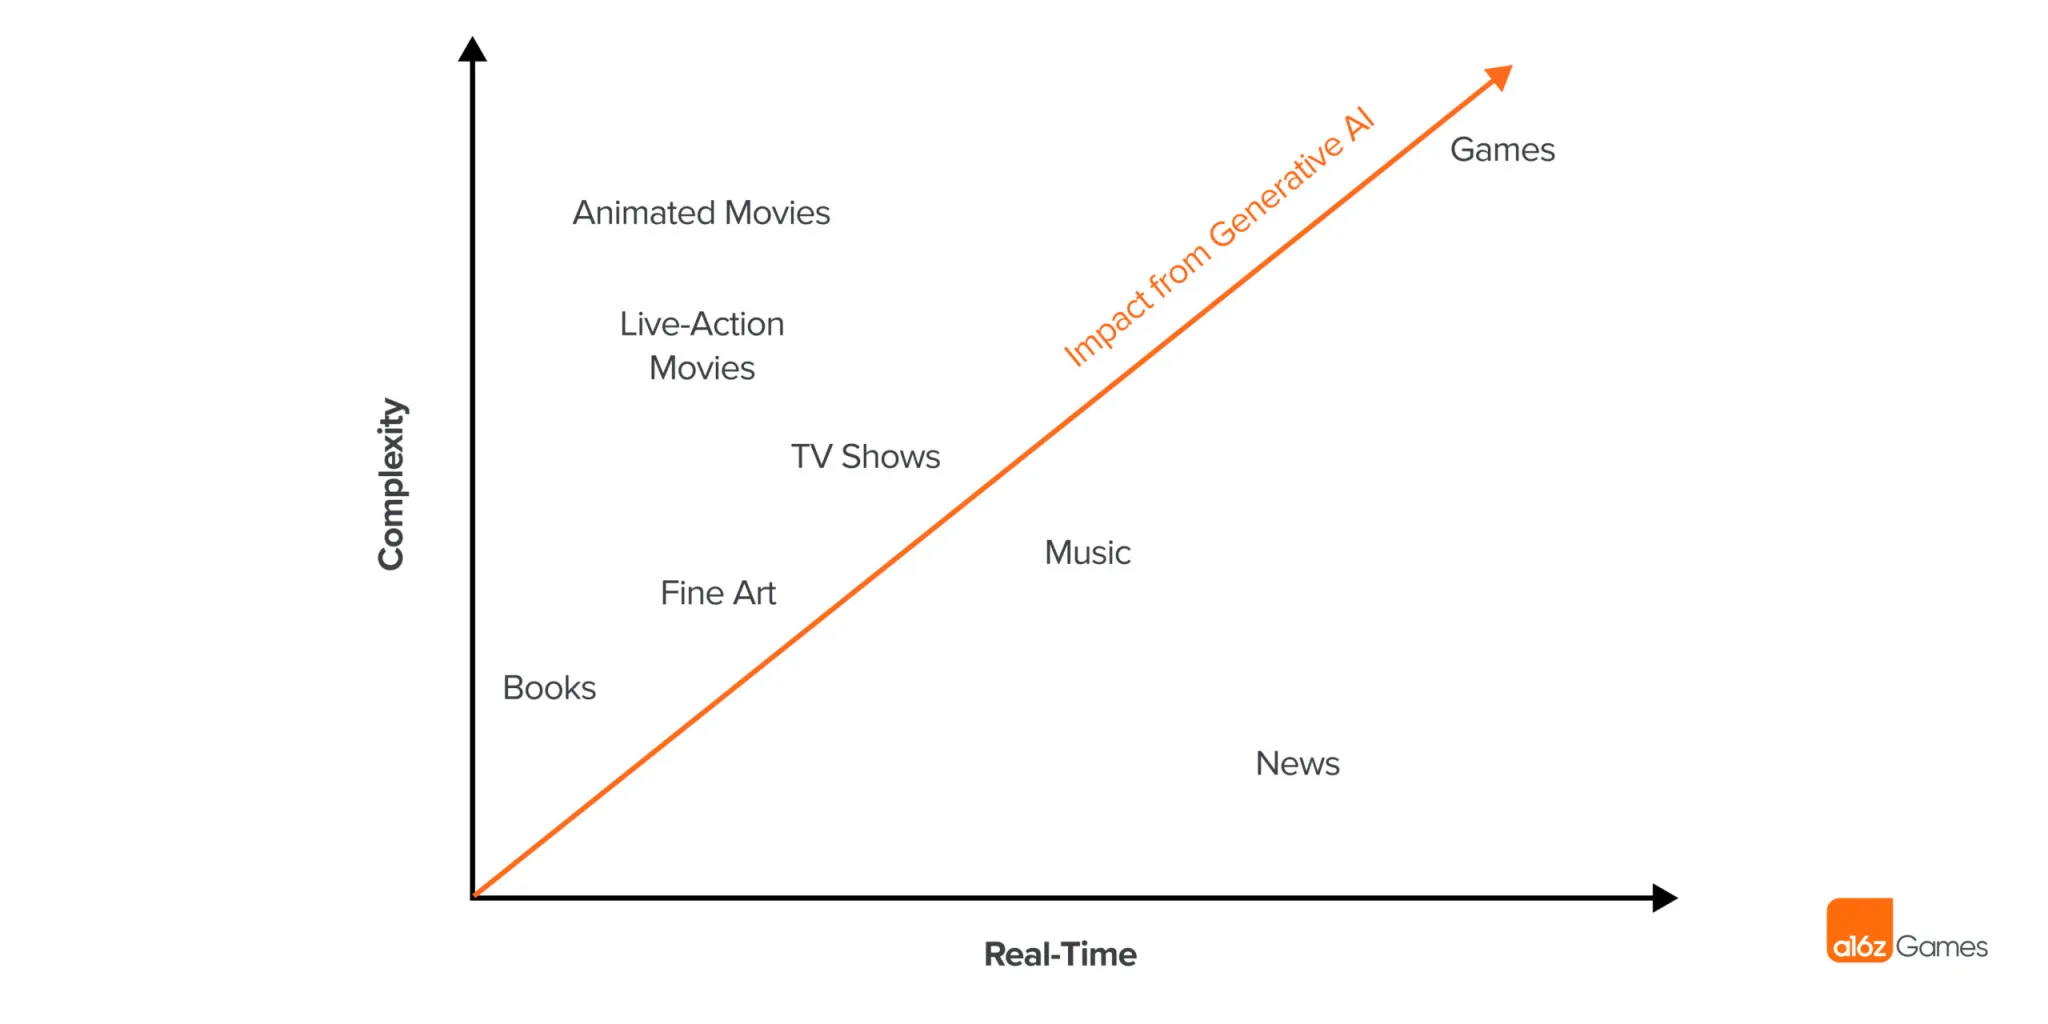 Impact from Generative AI
Games
Animated Movies
Live-Action
Movies
Complexity
TV Shows
Music
Fine Art
Books
News
Real-Time
a16z Games